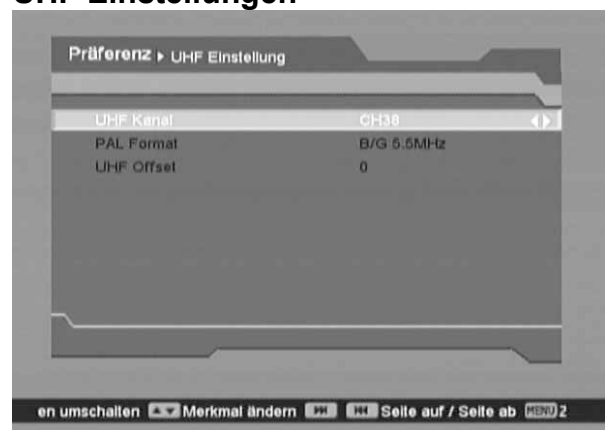 UHF Einstellungen
Präferenz ▸ UHF Einstellung
UHF Kanal CH38
PAL Format B/G 5.5MHz
UHF Offset 0
en umschalten Merkmal ändern Seite auf / Seite ab MENU 2